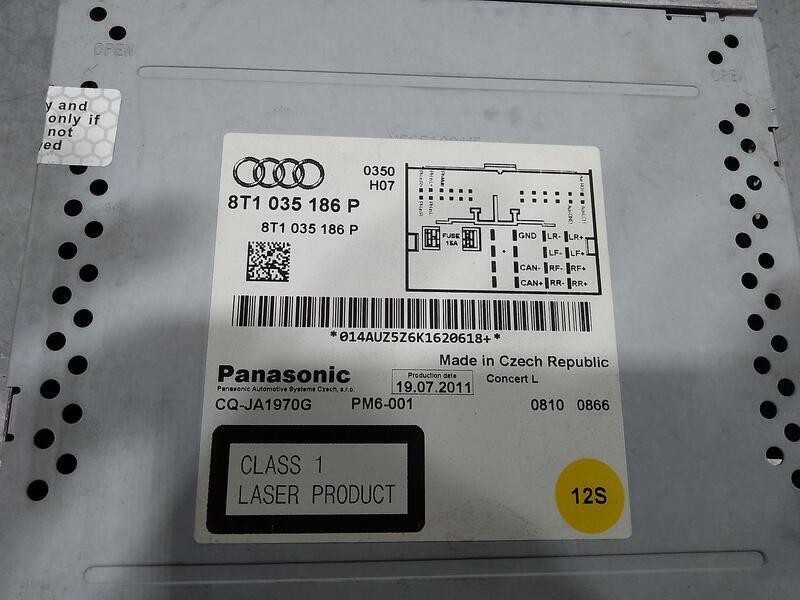 OPEN
OPEN
y and
only if
not
ed
0350
H07
8T1 035 186 P
8T1 035 186 P
FUSE
15A
GND LR- LR+
+ LF- LF+
CAN- RF- RF+
CAN+ RR- RR+
*014AUZ5Z6K1620618+*
Made in Czech Republic
Panasonic
Panasonic Automotive Systems Czech, s.r.o.
Production date
19.07.2011
Concert L
CQ-JA1970G PM6-001 0810 0866
CLASS 1
LASER PRODUCT
12S